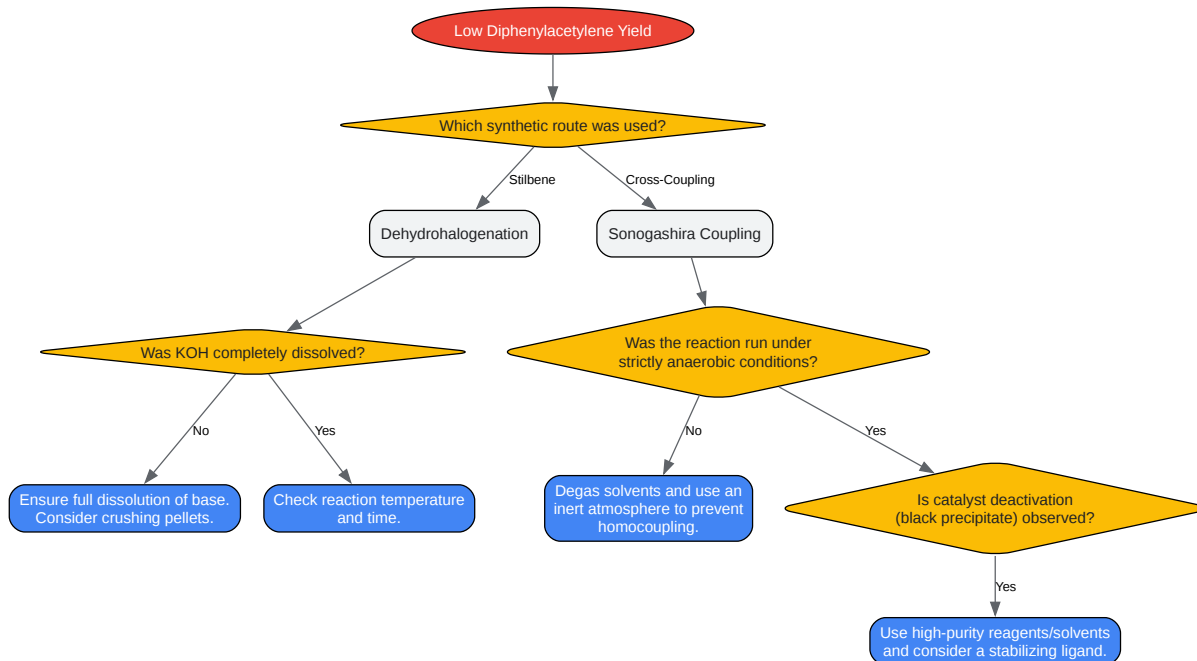 Low Diphenylacetylene Yield
Which synthetic route was used?
Stilbene
Cross-Coupling
Dehydrohalogenation
Sonogashira Coupling
Was KOH completely dissolved?
Was the reaction run under
strictly anaerobic conditions?
No
Yes
No
Yes
Ensure full dissolution of base.
Consider crushing pellets.
Check reaction temperature
and time.
Degas solvents and use an
inert atmosphere to prevent
homocoupling.
Is catalyst deactivation
(black precipitate) observed?
Yes
Use high-purity reagents/solvents
and consider a stabilizing ligand.